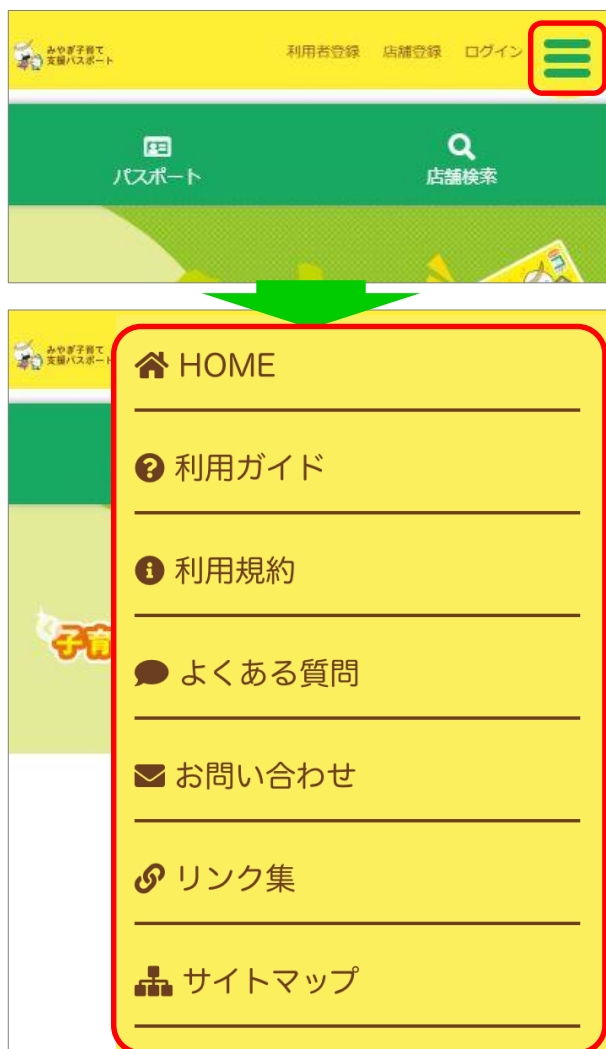 みやぎ子育て
支援パスポート
利用者登録 店舗登録 ログイン
パスポート
店舗検索
みやぎ子育て
支援パスポート
HOME
利用ガイド
利用規約
子育
よくある質問
お問い合わせ
リンク集
サイトマップ